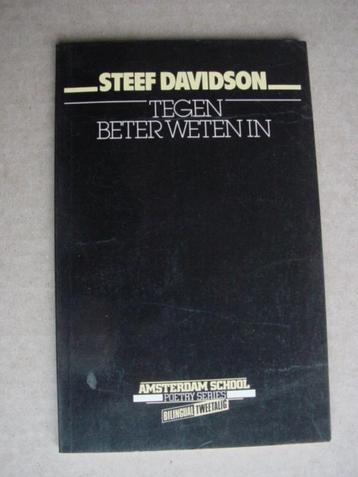 STEEF DAVIDSON
TEGEN
BETER WETEN IN
AMSTERDAM SCHOOL
POETRY SERIES
BILINGUAL TWEETALIG